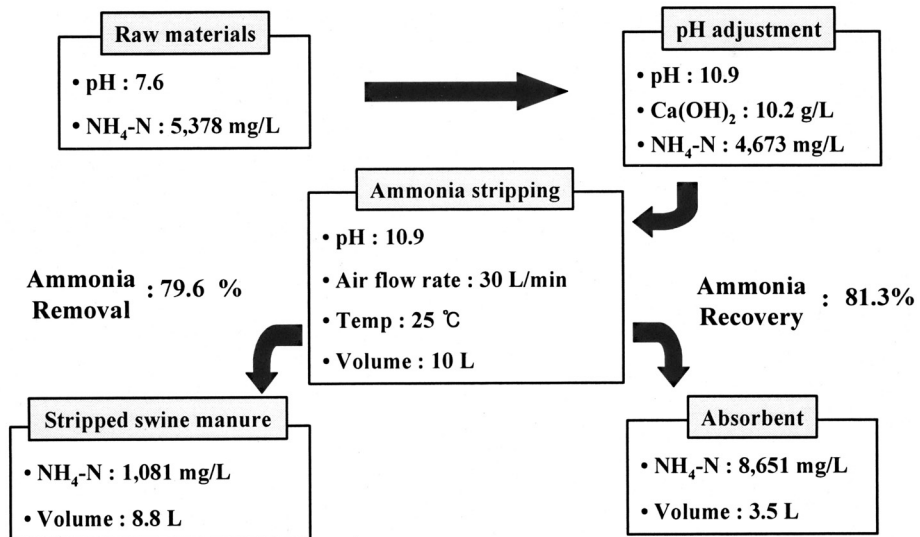 Raw materials
• pH : 7.6
• NH₄-N : 5,378 mg/L
pH adjustment
• pH : 10.9
• Ca(OH)₂ : 10.2 g/L
• NH₄-N : 4,673 mg/L
Ammonia stripping
• pH : 10.9
• Air flow rate : 30 L/min
• Temp : 25 ℃
• Volume : 10 L
Ammonia
Removal : 79.6 %
Ammonia
Recovery : 81.3%
Stripped swine manure
• NH₄-N : 1,081 mg/L
• Volume : 8.8 L
Absorbent
• NH₄-N : 8,651 mg/L
• Volume : 3.5 L